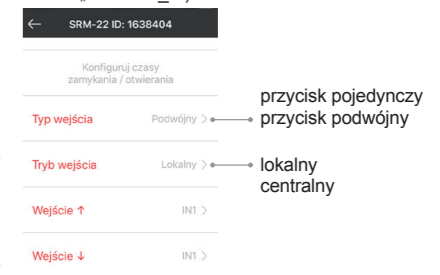 ← SRM-22 ID: 1638404
Konfiguruj czasy
zamykania / otwierania
Typ wejścia Podwójny >
przycisk pojedynczy
przycisk podwójny
Tryb wejścia Lokalny >
lokalny
centralny
Wejście ↑ IN1 >
Wejście ↓ IN1 >